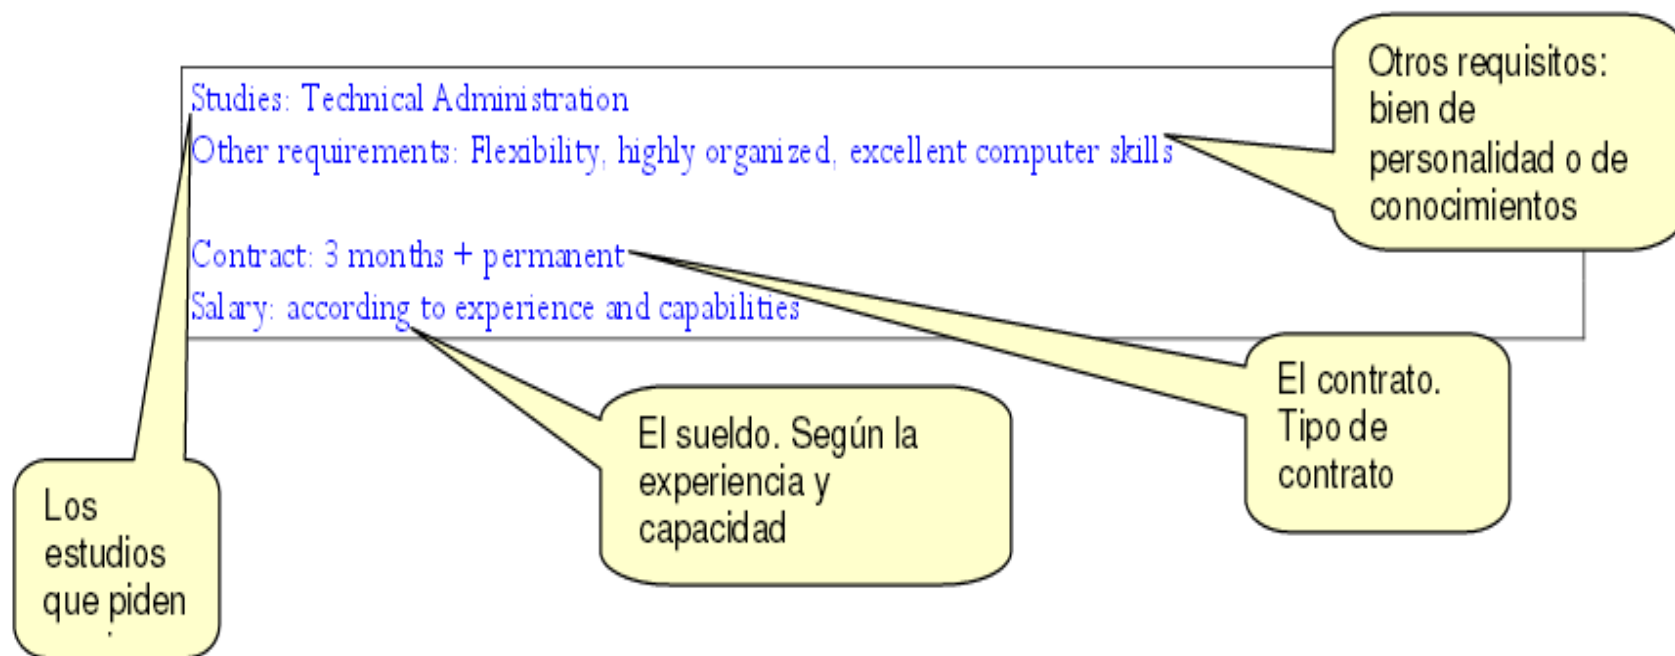 Studies: Technical Administration
Other requirements: Flexibility, highly organized, excellent computer skills
Contract: 3 months + permanent
Salary: according to experience and capabilities
Otros requisitos:
bien de
personalidad o de
conocimientos
El contrato.
Tipo de
contrato
El sueldo. Según la
experiencia y
capacidad
Los
estudios
que piden